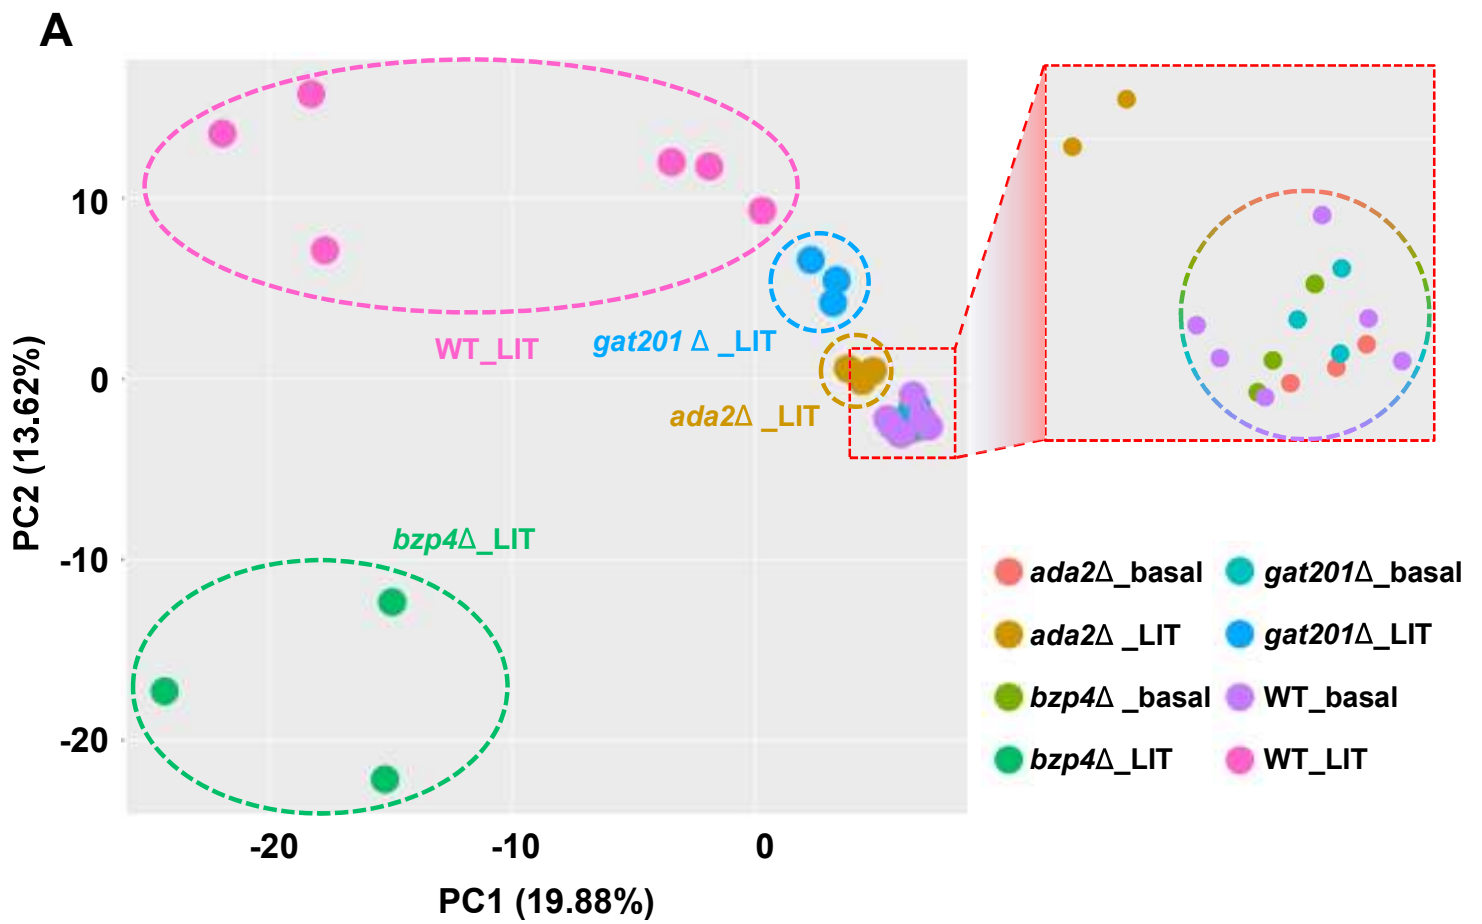 A
10
0
-10
-20
PC2 (13.62%)
WT_LIT
gat201 Δ _LIT
ada2Δ _LIT
bzp4Δ_LIT
-20
-10
0
PC1 (19.88%)
ada2Δ_basal
gat201Δ_basal
ada2Δ _LIT
gat201Δ_LIT
bzp4Δ _basal
WT_basal
bzp4Δ_LIT
WT_LIT